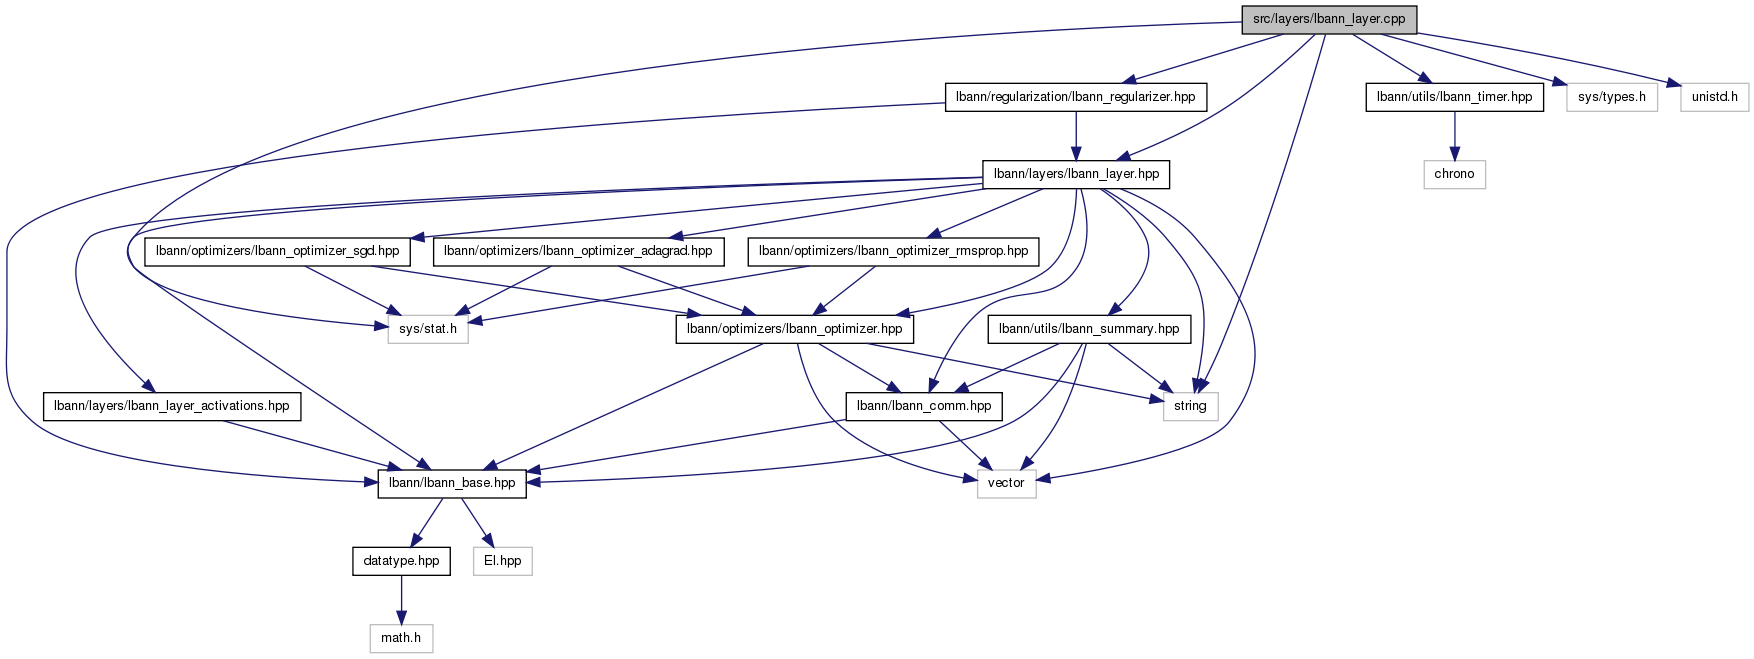 src/layers/lbann_layer.cpp
lbann/regularization/lbann_regularizer.hpp
lbann/utils/lbann_timer.hpp
sys/types.h
unistd.h
lbann/layers/lbann_layer.hpp
chrono
lbann/optimizers/lbann_optimizer_sgd.hpp
lbann/optimizers/lbann_optimizer_adagrad.hpp
lbann/optimizers/lbann_optimizer_rmsprop.hpp
sys/stat.h
lbann/optimizers/lbann_optimizer.hpp
lbann/utils/lbann_summary.hpp
lbann/layers/lbann_layer_activations.hpp
lbann/lbann_comm.hpp
string
lbann/lbann_base.hpp
vector
datatype.hpp
El.hpp
math.h